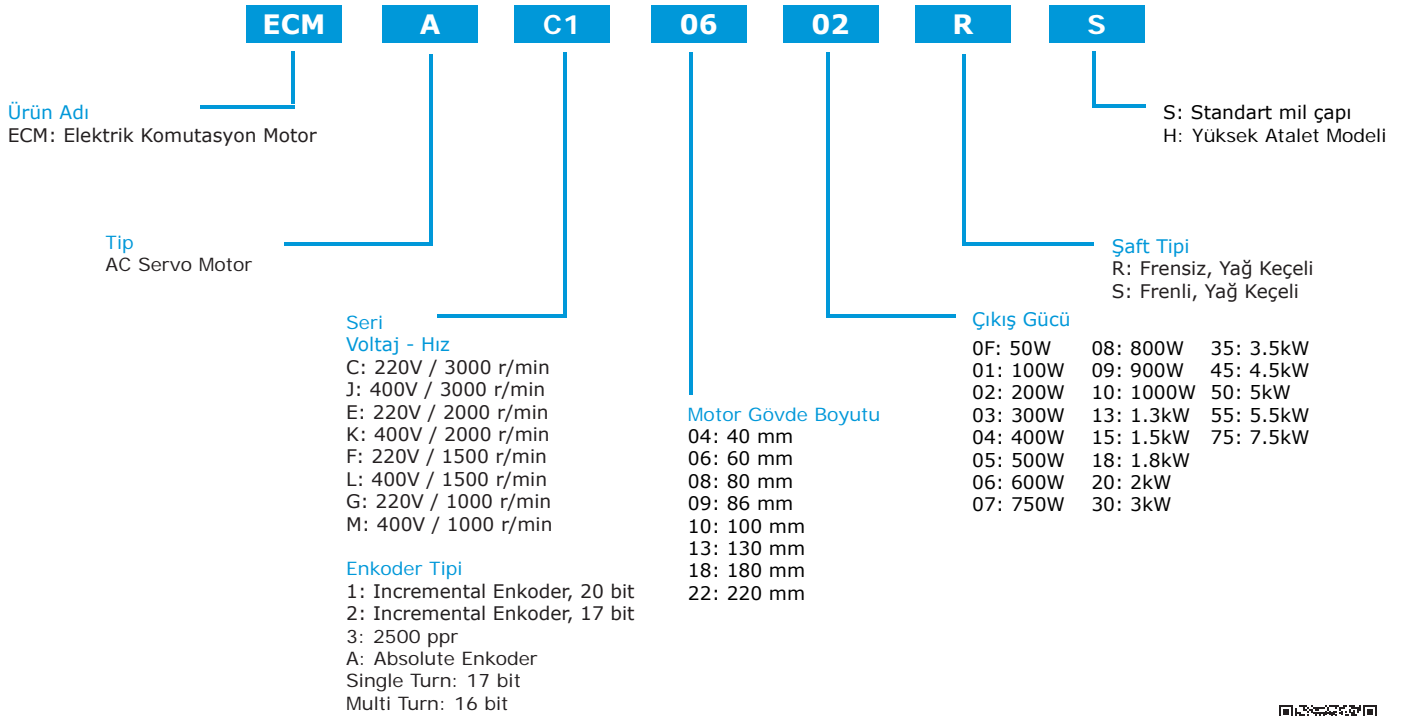 ECM A C1 06 02 R S
Ürün Adı
ECM: Elektrik Komutasyon Motor
S: Standart mil çapı
H: Yüksek Atalet Modeli
Tip
AC Servo Motor
Şaft Tipi
R: Frensiz, Yağ Keçeli
S: Frenli, Yağ Keçeli
Seri
Voltaj - Hız
C: 220V / 3000 r/min
J: 400V / 3000 r/min
E: 220V / 2000 r/min
K: 400V / 2000 r/min
F: 220V / 1500 r/min
L: 400V / 1500 r/min
G: 220V / 1000 r/min
M: 400V / 1000 r/min
Enkoder Tipi
1: Incremental Enkoder, 20 bit
2: Incremental Enkoder, 17 bit
3: 2500 ppr
A: Absolute Enkoder
Single Turn: 17 bit
Multi Turn: 16 bit
Motor Gövde Boyutu
04: 40 mm
06: 60 mm
08: 80 mm
09: 86 mm
10: 100 mm
13: 130 mm
18: 180 mm
22: 220 mm
Çıkış Gücü
0F: 50W 08: 800W 35: 3.5kW
01: 100W 09: 900W 45: 4.5kW
02: 200W 10: 1000W 50: 5kW
03: 300W 13: 1.3kW 55: 5.5kW
04: 400W 15: 1.5kW 75: 7.5kW
05: 500W 18: 1.8kW
06: 600W 20: 2kW
07: 750W 30: 3kW